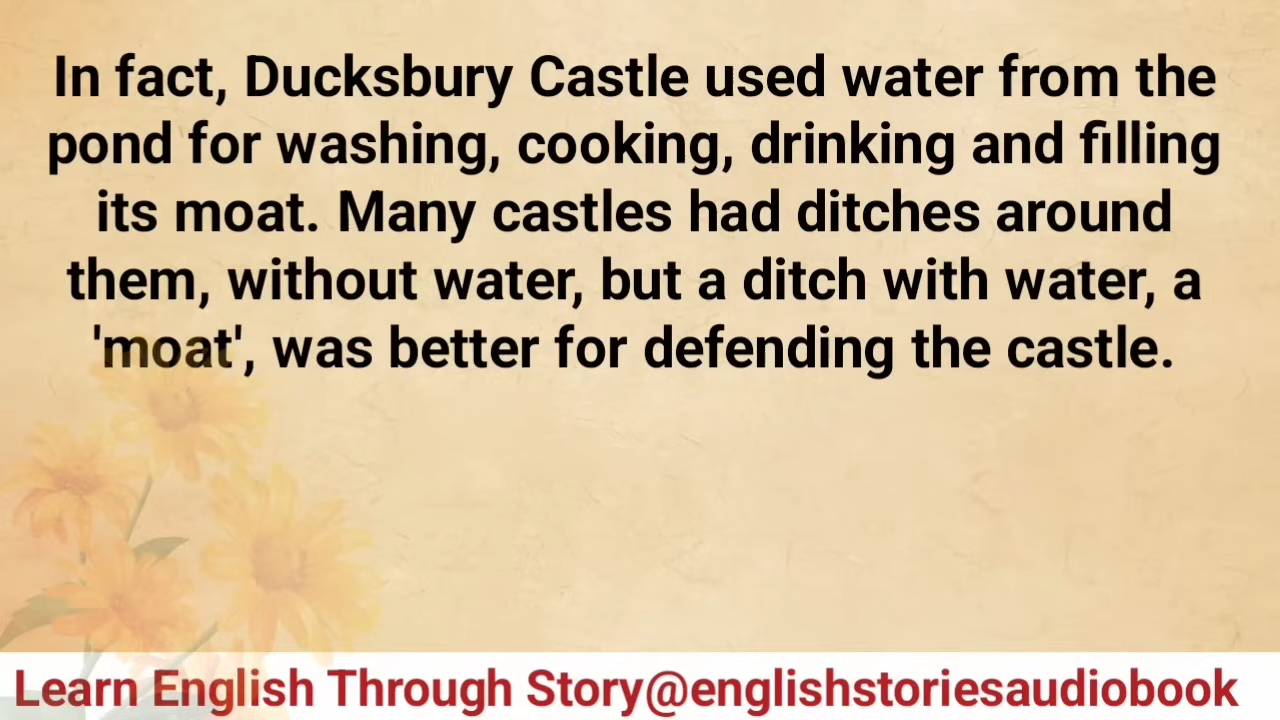 In fact, Ducksbury Castle used water from the
pond for washing, cooking, drinking and filling
its moat. Many castles had ditches around
them, without water, but a ditch with water, a
'moat', was better for defending the castle.
Learn English Through Story@englishstoriesaudiobook